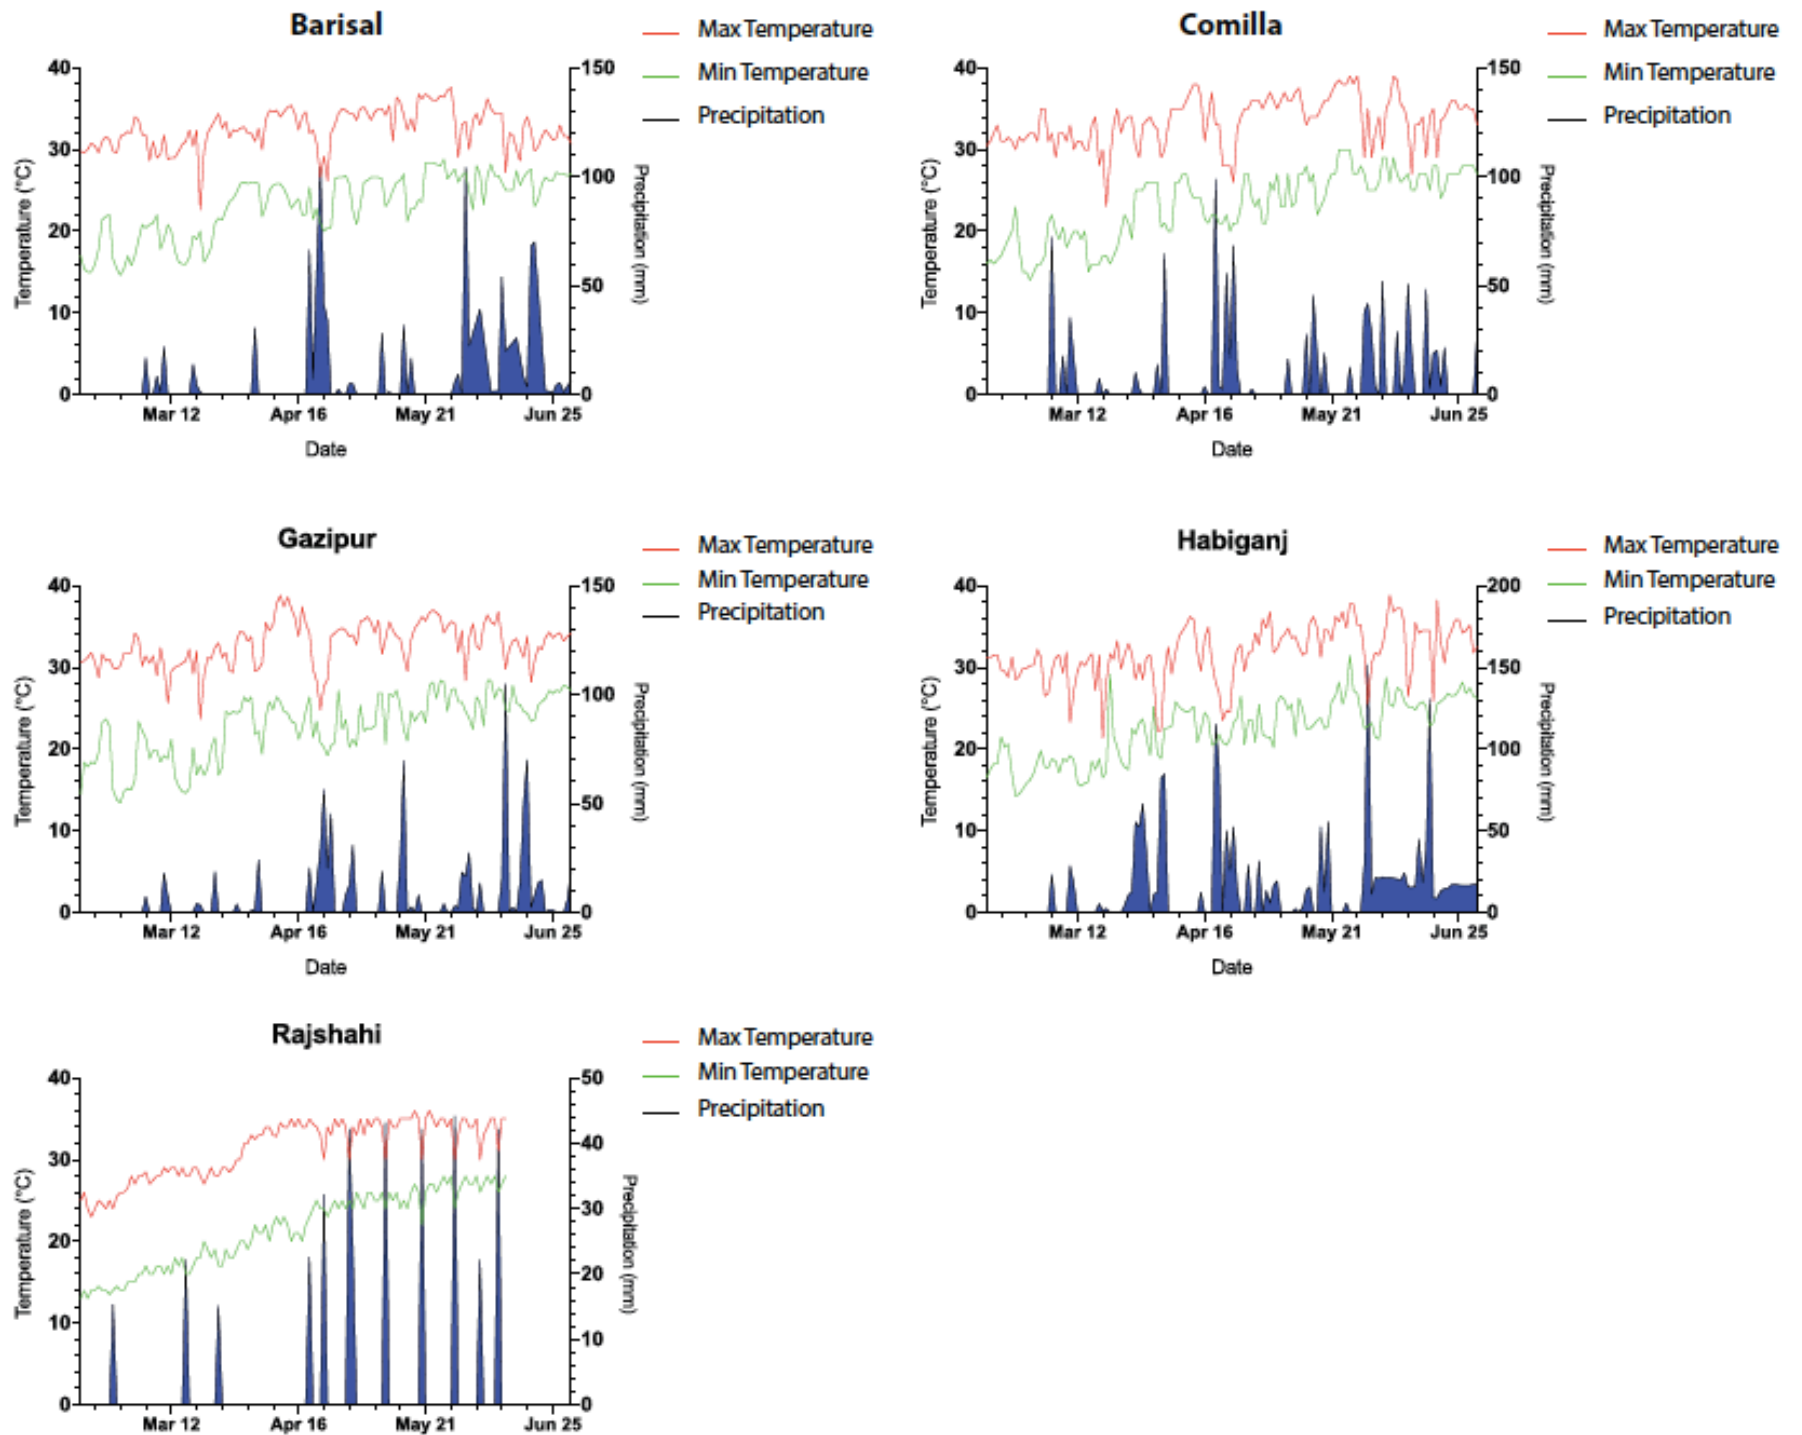 Barisal
Max Temperature
Min Temperature
Precipitation
40
30
20
10
0
150
100
50
0
Temperature (°C)
Precipitation (mm)
Mar 12 Apr 16 May 21 Jun 25
Date
Comilla
Max Temperature
Min Temperature
Precipitation
40
30
20
10
0
150
100
50
0
Temperature (°C)
Precipitation (mm)
Mar 12 Apr 16 May 21 Jun 25
Date
Gazipur
Max Temperature
Min Temperature
Precipitation
40
30
20
10
0
150
100
50
0
Temperature (°C)
Precipitation (mm)
Mar 12 Apr 16 May 21 Jun 25
Date
Habiganj
Max Temperature
Min Temperature
Precipitation
40
30
20
10
0
200
150
100
50
0
Temperature (°C)
Precipitation (mm)
Mar 12 Apr 16 May 21 Jun 25
Date
Rajshahi
Max Temperature
Min Temperature
Precipitation
40
30
20
10
0
50
40
30
20
10
0
Temperature (°C)
Precipitation (mm)
Mar 12 Apr 16 May 21 Jun 25